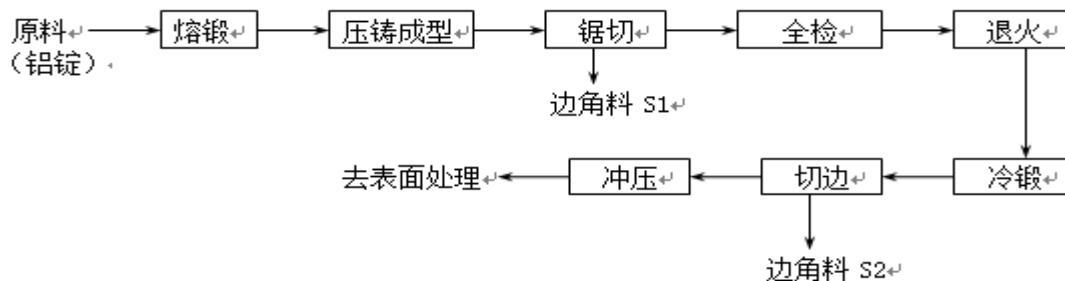 原料 熔锻 压铸成型 锯切 全检 退火
（铝锭）
边角料 S1
去表面处理 冲压 切边 冷锻
边角料 S2